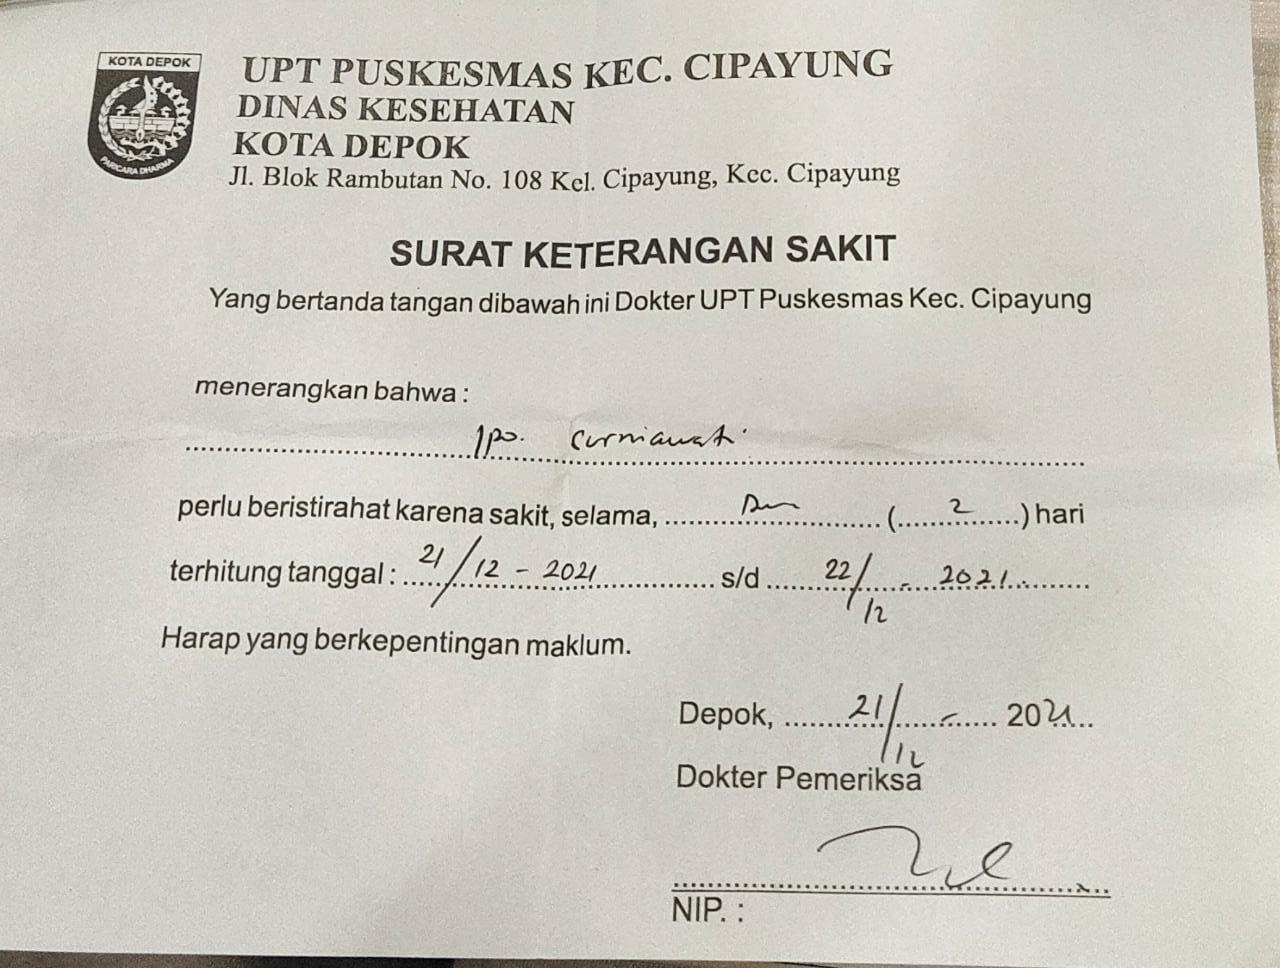 KOTA DEPOK
PARICARA DHARMA
UPT PUSKESMAS KEC. CIPAYUNG
DINAS KESEHATAN
KOTA DEPOK
Jl. Blok Rambutan No. 108 Kel. Cipayung, Kec. Cipayung
SURAT KETERANGAN SAKIT
Yang bertanda tangan dibawah ini Dokter UPT Puskesmas Kec. Cipayung
menerangkan bahwa :
Curniawati
perlu beristirahat karena sakit, selama, ........ (....2....) hari
terhitung tanggal : 21/12 - 2021 s/d 22/12 - 2021
Harap yang berkepentingan maklum.
Depok, 21/12 - 2021
Dokter Pemeriksa
NIP. :